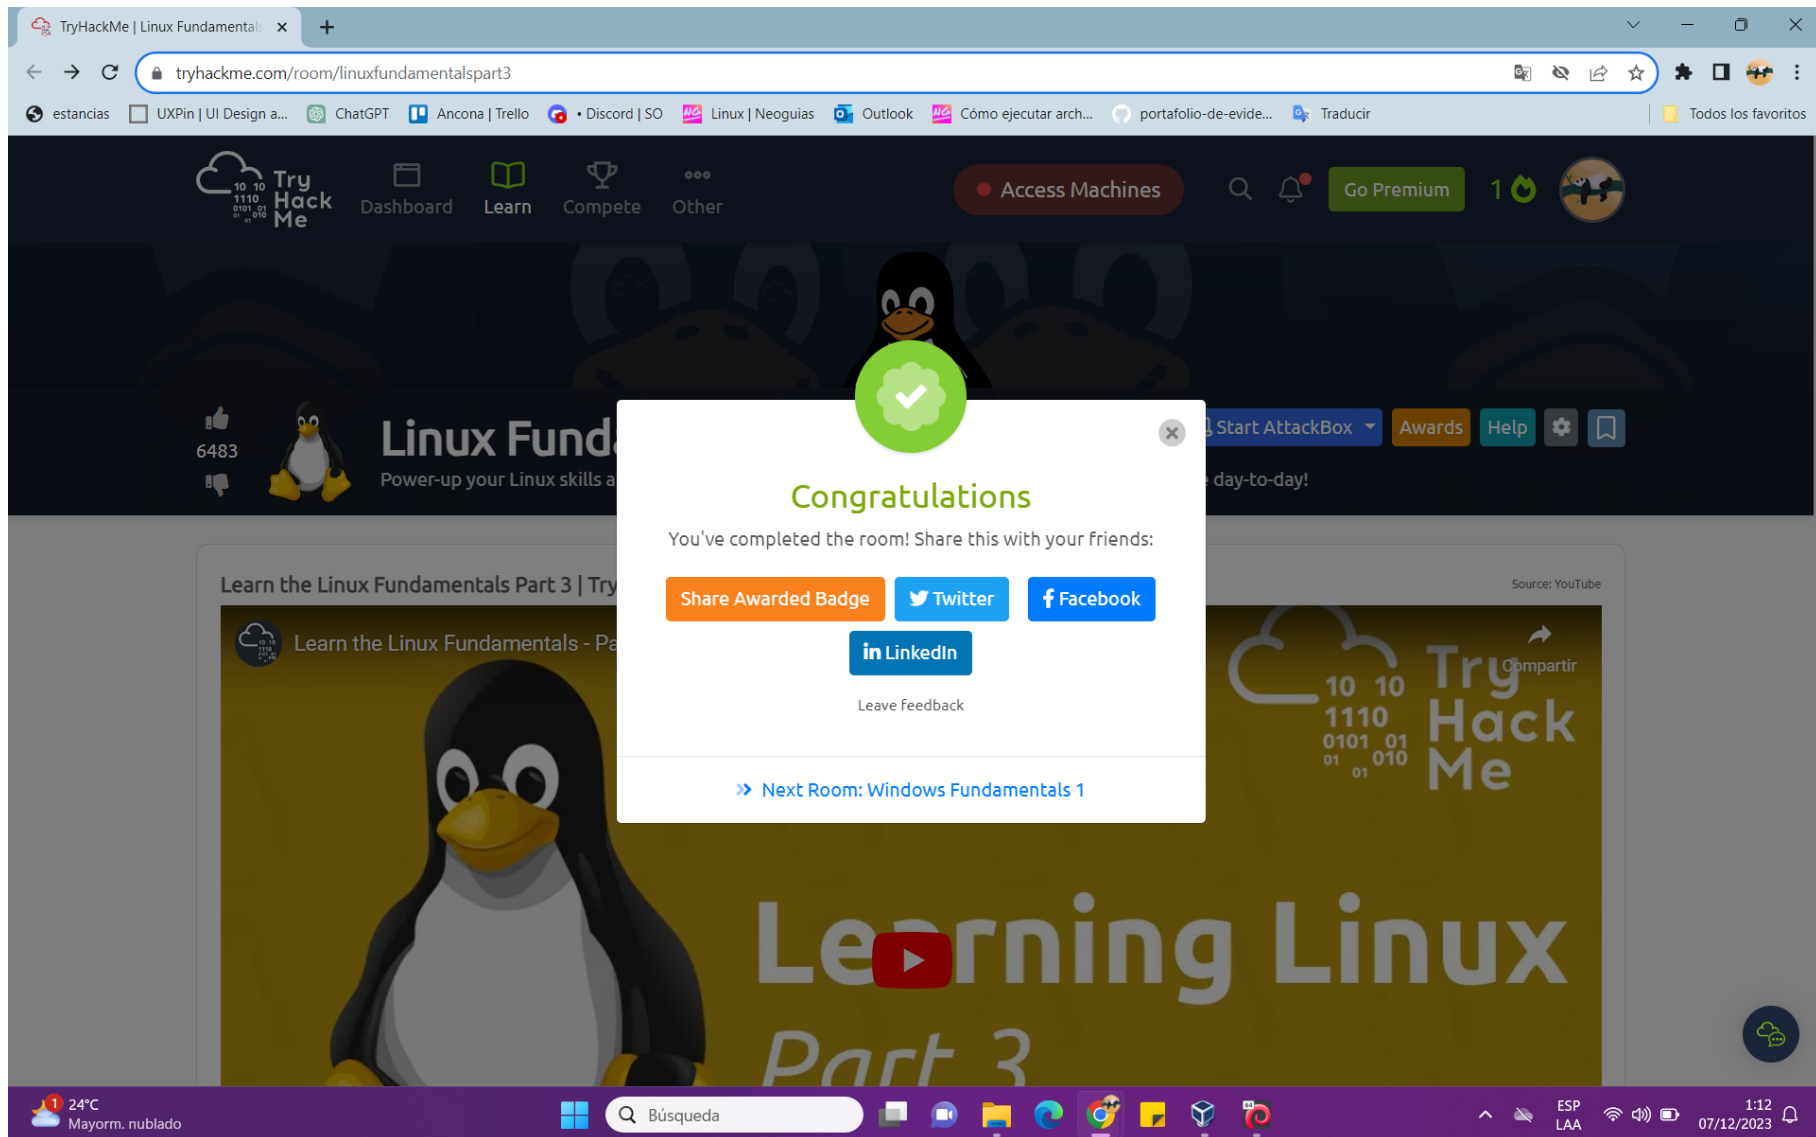 TryHackMe | Linux Fundamentals
tryhackme.com/room/linuxfundamentalspart3
estancias
UXPin | UI Design a...
ChatGPT
Ancona | Trello
• Discord | SO
Linux | Neoguias
Outlook
Cómo ejecutar arch...
portafolio-de-evide...
Traducir
Todos los favoritos
Try Hack Me
Dashboard
Learn
Compete
Other
Access Machines
Go Premium
1
6483
Linux Fund
Power-up your Linux skills a
day-to-day!
Start AttackBox
Awards
Help
Congratulations
You've completed the room! Share this with your friends:
Share Awarded Badge
Twitter
Facebook
LinkedIn
Leave feedback
Next Room: Windows Fundamentals 1
Learn the Linux Fundamentals Part 3 | Try
Source: YouTube
Learn the Linux Fundamentals - Pa
Compartir
10 10
1110
0101 01
01 010
01
Try
Hack
Me
Learning Linux
Part 3
1
24°C
Mayorm. nublado
Búsqueda
ESP
LAA
1:12
07/12/2023